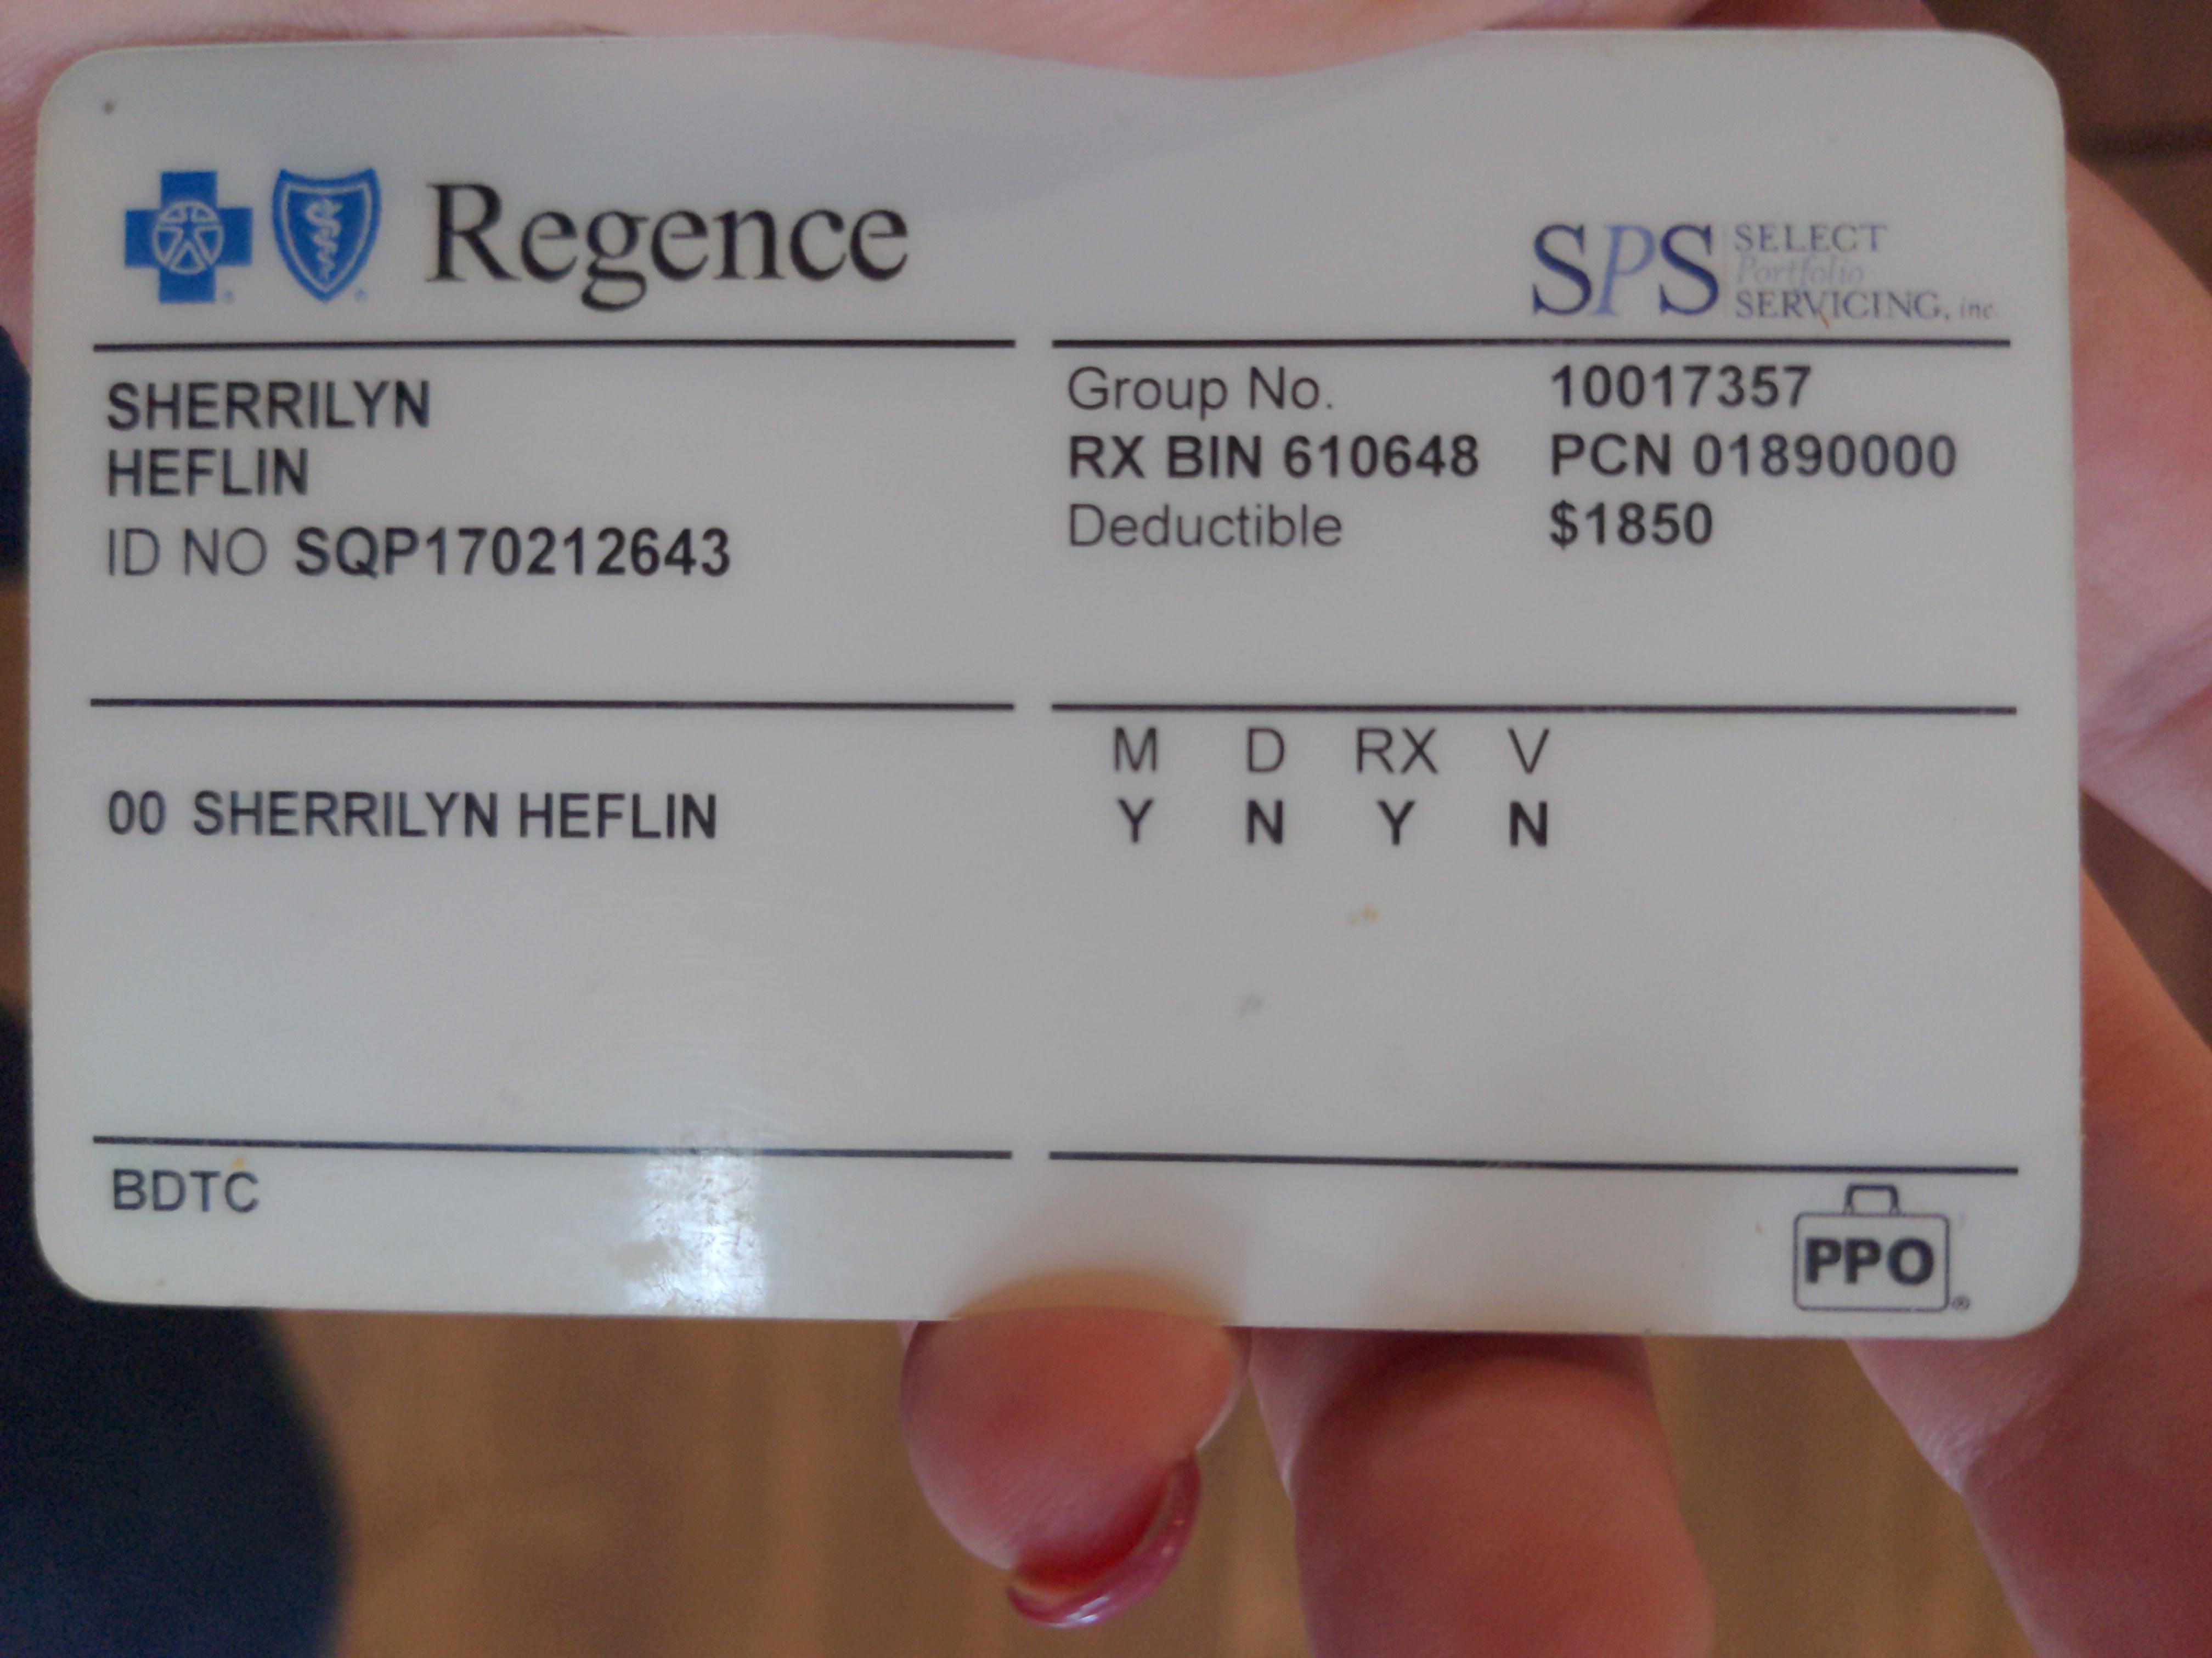 Regence
SPS SELECT
Portfolio
SERVICING, inc.
SHERRILYN
HEFLIN
ID NO SQP170212643
Group No. 10017357
RX BIN 610648 PCN 01890000
Deductible $1850
00 SHERRILYN HEFLIN
M D RX V
Y N Y N
BDTC
PPO